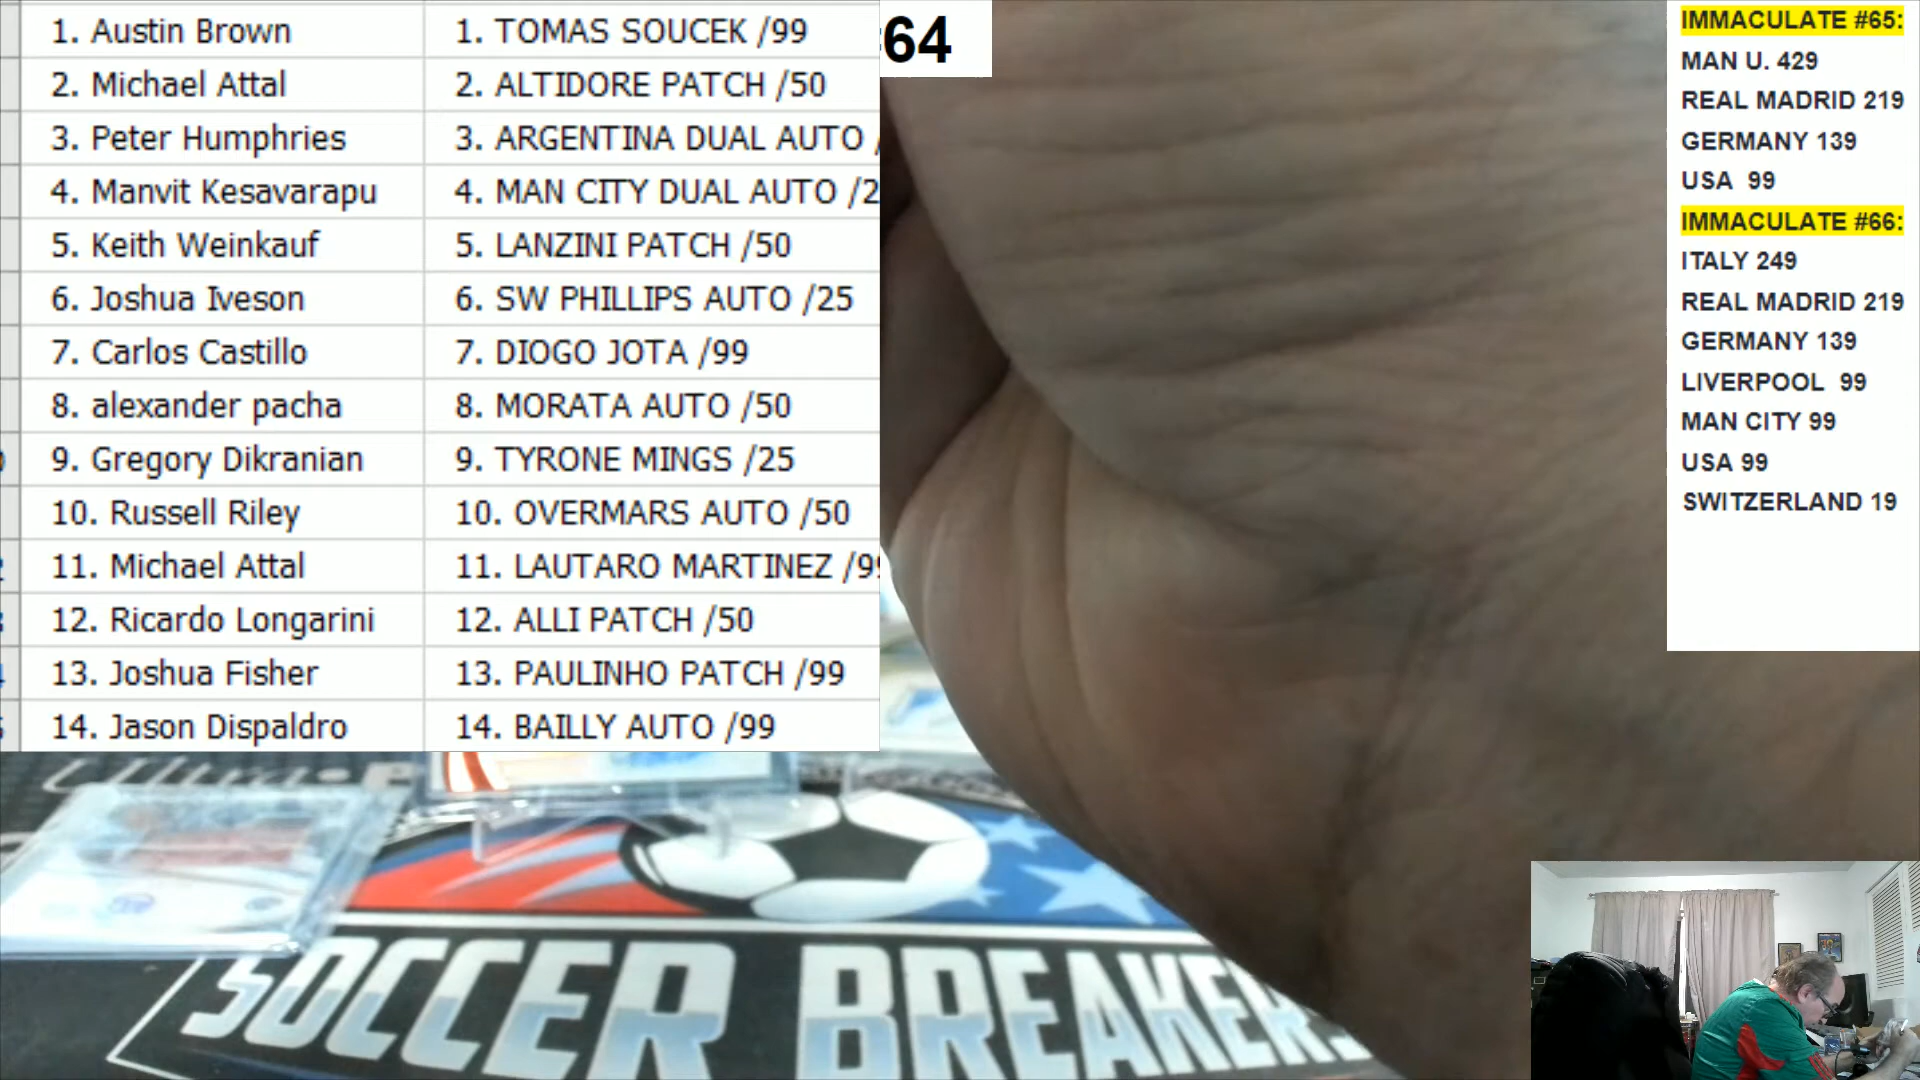 1. Austin Brown 1. TOMAS SOUCEK /99
2. Michael Attal 2. ALTIDORE PATCH /50
3. Peter Humphries 3. ARGENTINA DUAL AUTO /
4. Manvit Kesavarapu 4. MAN CITY DUAL AUTO /2
5. Keith Weinkauf 5. LANZINI PATCH /50
6. Joshua Iveson 6. SW PHILLIPS AUTO /25
7. Carlos Castillo 7. DIOGO JOTA /99
8. alexander pacha 8. MORATA AUTO /50
9. Gregory Dikranian 9. TYRONE MINGS /25
10. Russell Riley 10. OVERMARS AUTO /50
11. Michael Attal 11. LAUTARO MARTINEZ /99
12. Ricardo Longarini 12. ALLI PATCH /50
13. Joshua Fisher 13. PAULINHO PATCH /99
14. Jason Dispaldro 14. BAILLY AUTO /99
64
IMMACULATE #65:
MAN U. 429
REAL MADRID 219
GERMANY 139
USA 99
IMMACULATE #66:
ITALY 249
REAL MADRID 219
GERMANY 139
LIVERPOOL 99
MAN CITY 99
USA 99
SWITZERLAND 19
SOCCER BREAKERS